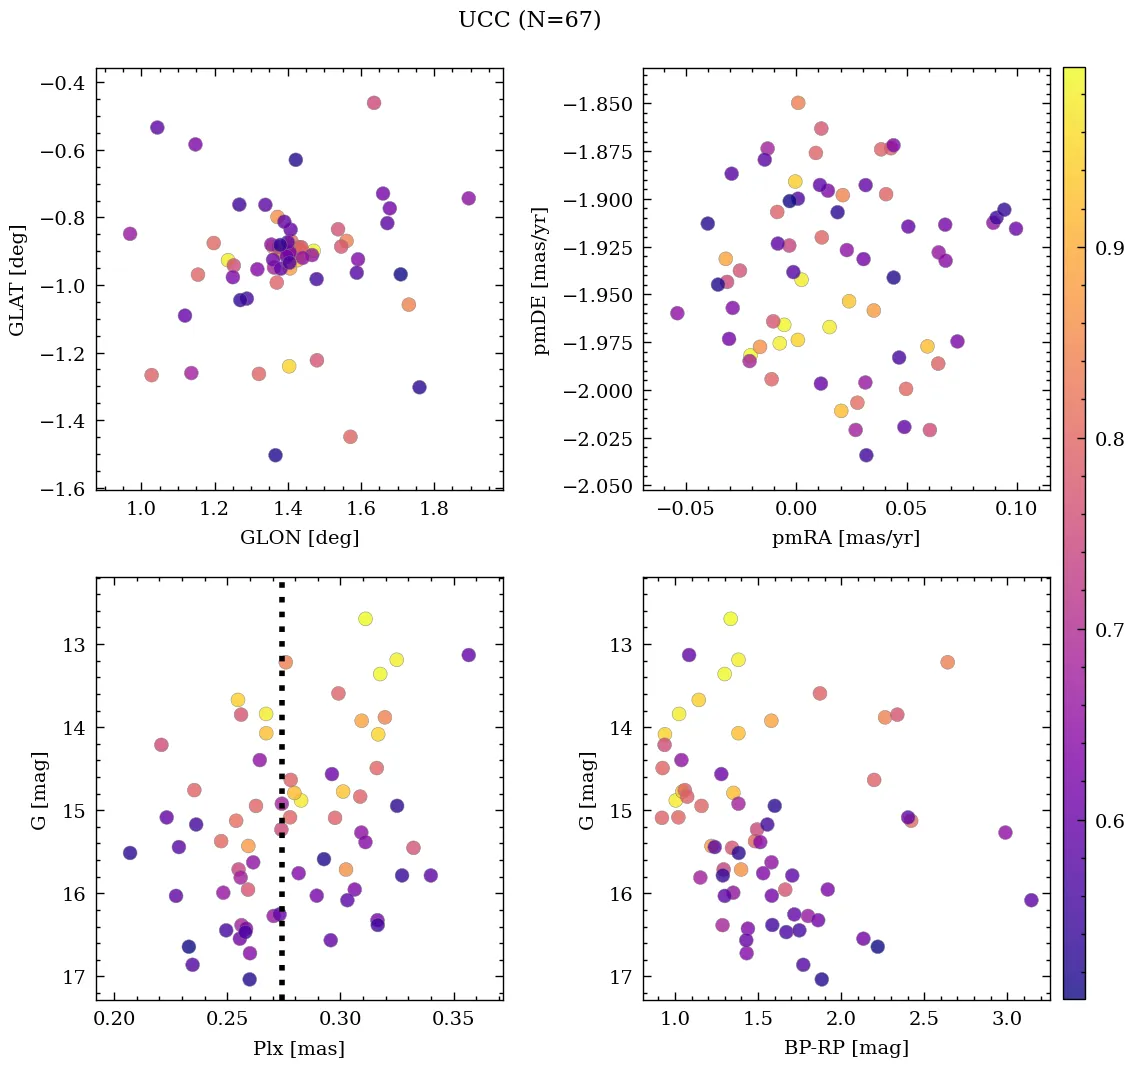 UCC (N=67)
−0.4
−0.6
−0.8
−1.0
−1.2
−1.4
−1.6
GLAT [deg]
1.0 1.2 1.4 1.6 1.8
GLON [deg]
−1.850
−1.875
−1.900
−1.925
−1.950
−1.975
−2.000
−2.025
−2.050
pmDE [mas/yr]
−0.05 0.00 0.05 0.10
pmRA [mas/yr]
0.9
0.8
0.7
0.6
13
14
15
16
17
G [mag]
0.20 0.25 0.30 0.35
Plx [mas]
13
14
15
16
17
G [mag]
1.0 1.5 2.0 2.5 3.0
BP-RP [mag]